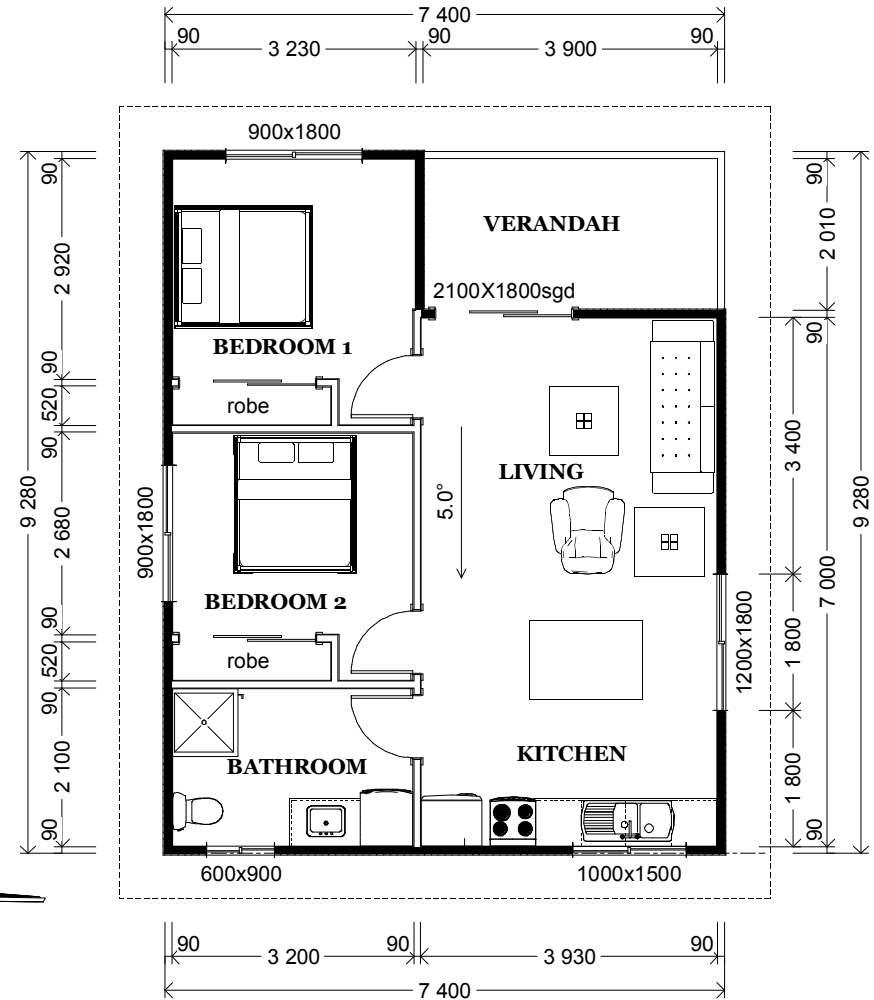 7 400
90 3 230 90 3 900 90
900x1800
VERANDAH
2100X1800sgd
BEDROOM 1
robe
LIVING
5.0°
900x1800
BEDROOM 2
robe
1200x1800
KITCHEN
BATHROOM
600x900
1000x1500
9 280
90
2 920
90
520
90
2 680
90
520
90
2 100
90
90
2 010
90
3 400
1 800
1 800
7 000
90
9 280
90 3 200 90 3 930
7 400